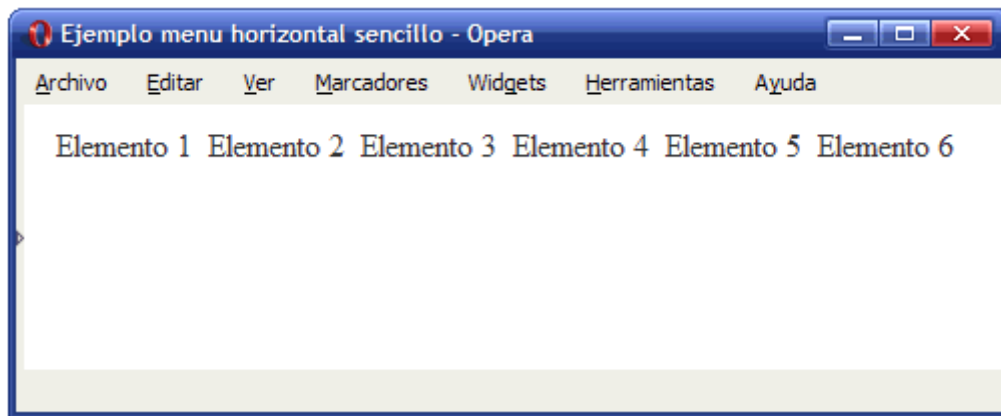 Ejemplo menu horizontal sencillo - Opera
Archivo Editar Ver Marcadores Widgets Herramientas Ayuda
Elemento 1 Elemento 2 Elemento 3 Elemento 4 Elemento 5 Elemento 6